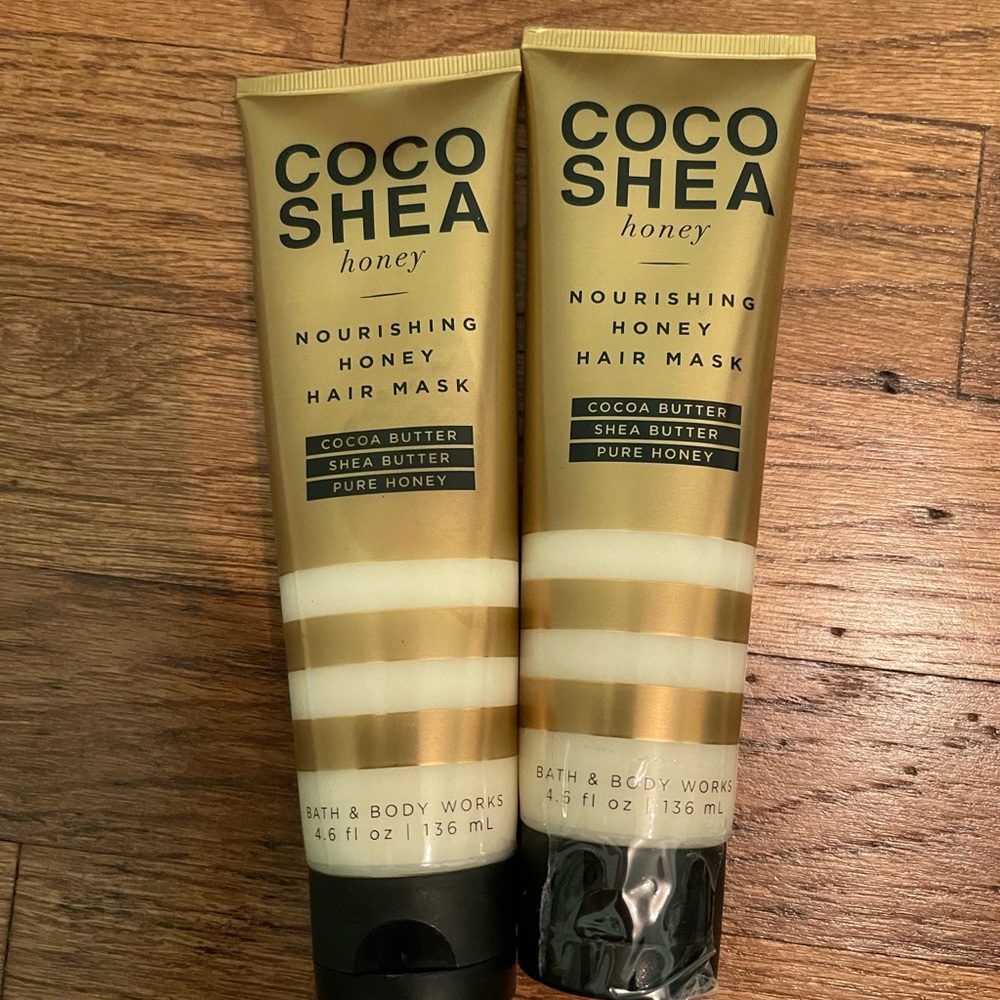 COCO
SHEA
honey
NOURISHING
HONEY
HAIR MASK
COCOA BUTTER
SHEA BUTTER
PURE HONEY
BATH & BODY WORKS
4.6 fl oz | 136 mL
COCO
SHEA
honey
NOURISHING
HONEY
HAIR MASK
COCOA BUTTER
SHEA BUTTER
PURE HONEY
BATH & BODY WORKS
4.6 fl oz | 136 mL